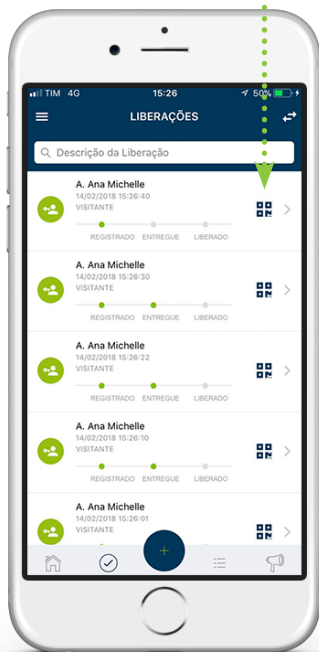 TIM 4G 15:26 50%
LIBERAÇÕES
Descrição da Liberação
A. Ana Michelle
14/02/2018 15:26:40
VISITANTE
REGISTRADO ENTREGUE LIBERADO
A. Ana Michelle
14/02/2018 15:26:30
VISITANTE
REGISTRADO ENTREGUE LIBERADO
A. Ana Michelle
14/02/2018 15:26:22
VISITANTE
REGISTRADO ENTREGUE LIBERADO
A. Ana Michelle
14/02/2018 15:26:10
VISITANTE
REGISTRADO ENTREGUE LIBERADO
A. Ana Michelle
14/02/2018 15:26:01
VISITANTE